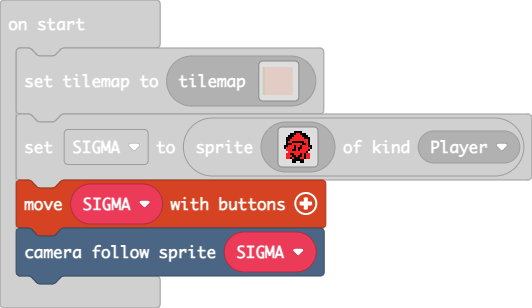 on start
set tilemap to tilemap
set SIGMA to sprite of kind Player
move SIGMA with buttons
camera follow sprite SIGMA